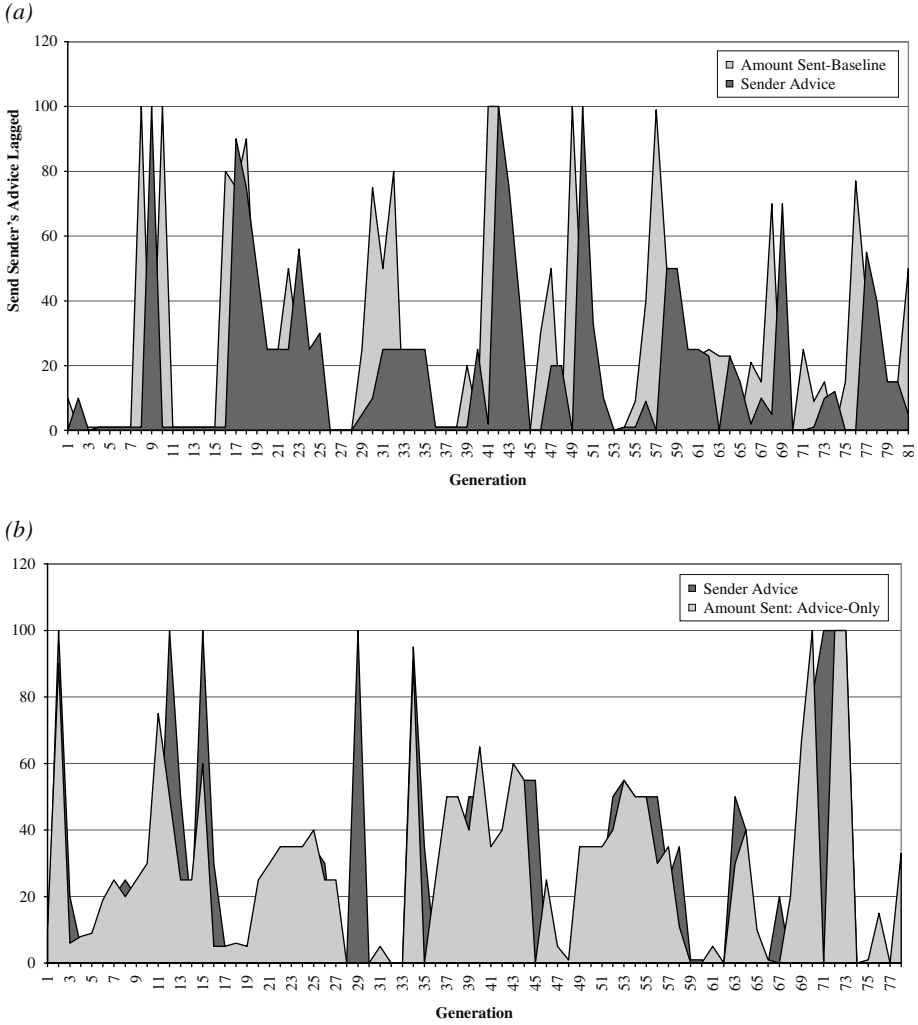 (a)
120
100
80
60
40
20
0
Send Sender's Advice Lagged
Amount Sent-Baseline
Sender Advice
1 3 5 7 9 11 13 15 17 19 21 23 25 27 29 31 33 35 37 39 41 43 45 47 49 51 53 55 57 59 61 63 65 67 69 71 73 75 77 79 81
Generation
(b)
120
100
80
60
40
20
0
Sender Advice
Amount Sent: Advice-Only
1 3 5 7 9 11 13 15 17 19 21 23 25 27 29 31 33 35 37 39 41 43 45 47 49 51 53 55 57 59 61 63 65 67 69 71 73 75 77
Generation